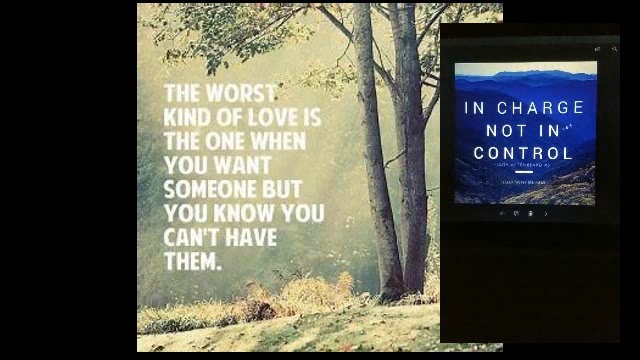 THE WORST
KIND OF LOVE IS
THE ONE WHEN
YOU WANT
SOMEONE BUT
YOU KNOW YOU
CAN'T HAVE
THEM.
IN CHARGE
NOT IN
CONTROL